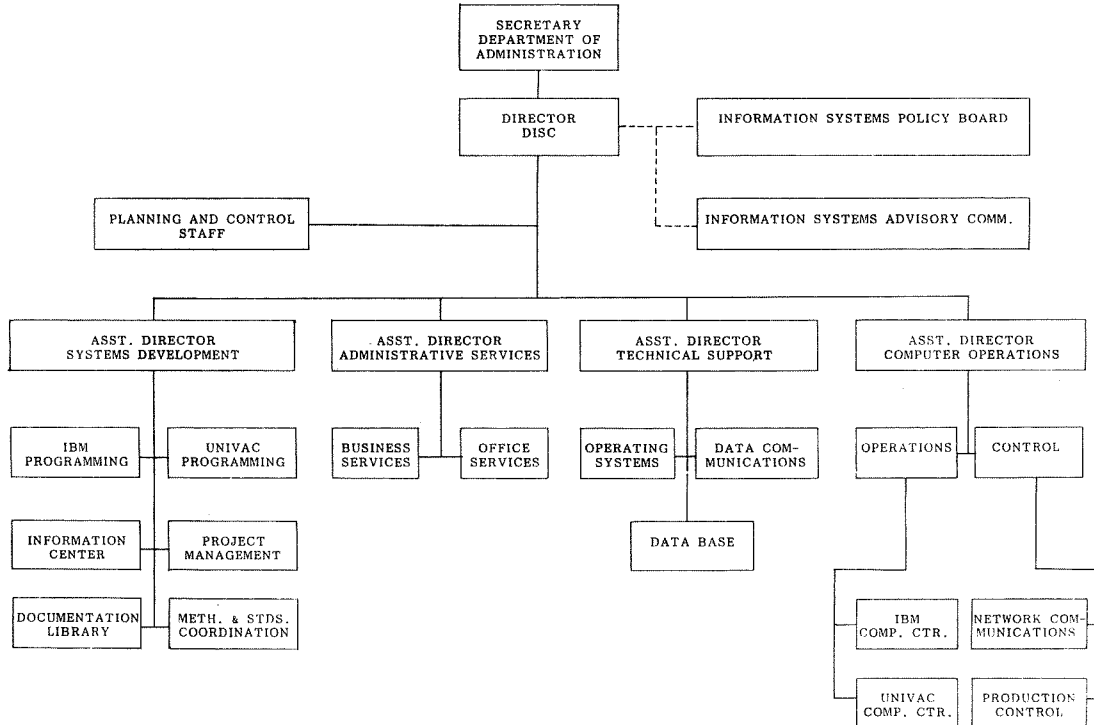 SECRETARY
DEPARTMENT OF
ADMINISTRATION
DIRECTOR
DISC
INFORMATION SYSTEMS POLICY BOARD
PLANNING AND CONTROL
STAFF
INFORMATION SYSTEMS ADVISORY COMM.
ASST. DIRECTOR
SYSTEMS DEVELOPMENT
ASST. DIRECTOR
ADMINISTRATIVE SERVICES
ASST. DIRECTOR
TECHNICAL SUPPORT
ASST. DIRECTOR
COMPUTER OPERATIONS
IBM
PROGRAMMING
UNIVAC
PROGRAMMING
BUSINESS
SERVICES
OFFICE
SERVICES
OPERATING
SYSTEMS
DATA COM-
MUNICATIONS
OPERATIONS
CONTROL
INFORMATION
CENTER
PROJECT
MANAGEMENT
DATA BASE
DOCUMENTATION
LIBRARY
METH. & STDS.
COORDINATION
IBM
COMP. CTR.
NETWORK COM-
MUNICATIONS
UNIVAC
COMP. CTR.
PRODUCTION
CONTROL